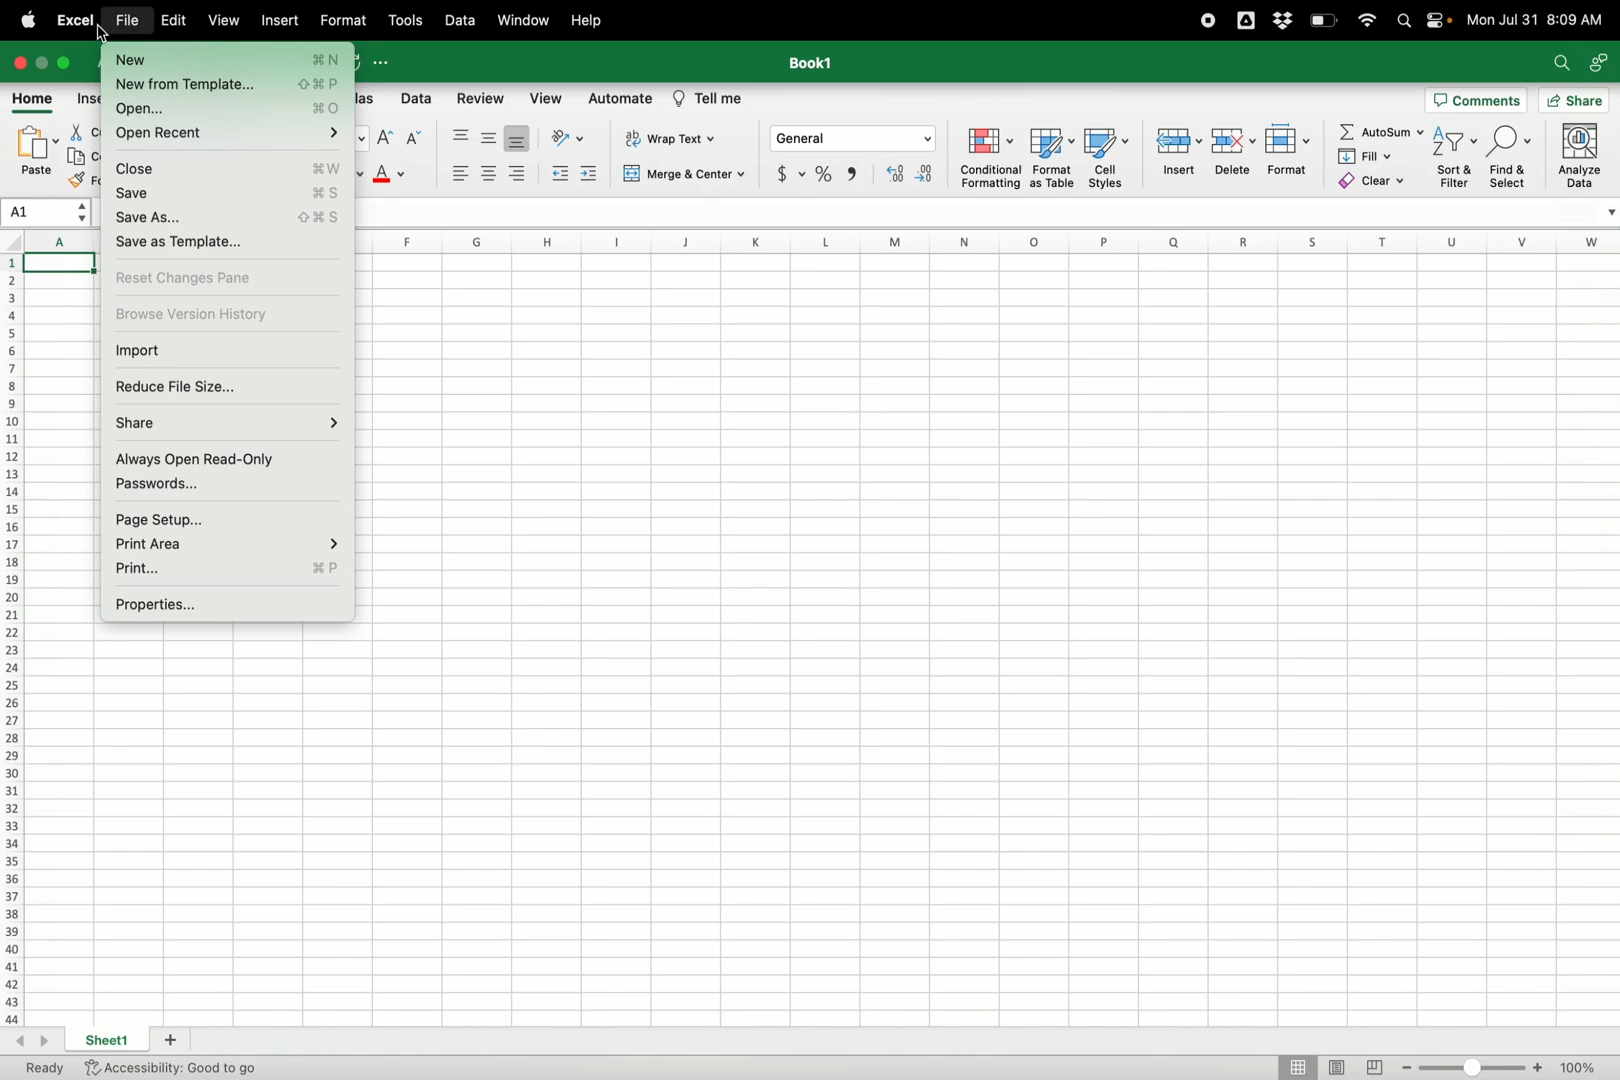 Excel File Edit View Insert Format Tools Data Window Help Mon Jul 31 8:09 AM
Book1
New ⌘ N
New from Template... ⇧ ⌘ P
Open... ⌘ O
Open Recent >
Close ⌘ W
Save ⌘ S
Save As... ⇧ ⌘ S
Save as Template...
Reset Changes Pane
Browse Version History
Import
Reduce File Size...
Share >
Always Open Read-Only
Passwords...
Page Setup...
Print Area >
Print... ⌘ P
Properties...
Home Data Review View Automate Tell me Comments Share
Paste
Wrap Text
Merge & Center
General
$ % 
Conditional Formatting
Format as Table
Cell Styles
Insert
Delete
Format
AutoSum
Fill
Clear
Sort & Filter
Find & Select
Analyze Data
A1
A F G H I J K L M N O P Q R S T U V W
1
2
3
4
5
6
7
8
9
10
11
12
13
14
15
16
17
18
19
20
21
22
23
24
25
26
27
28
29
30
31
32
33
34
35
36
37
38
39
40
41
42
43
44
Sheet1 +
Ready Accessibility: Good to go 100%